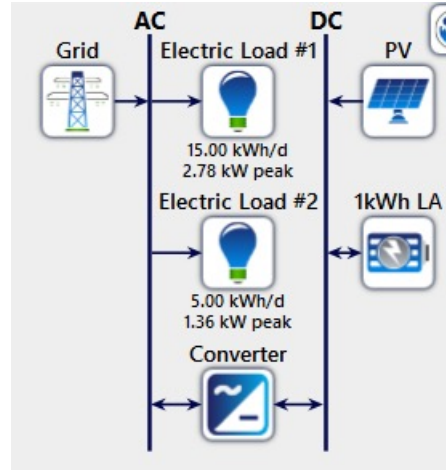 AC DC
Grid Electric Load #1 PV
15.00 kWh/d
2.78 kW peak
Electric Load #2 1kWh LA
5.00 kWh/d
1.36 kW peak
Converter